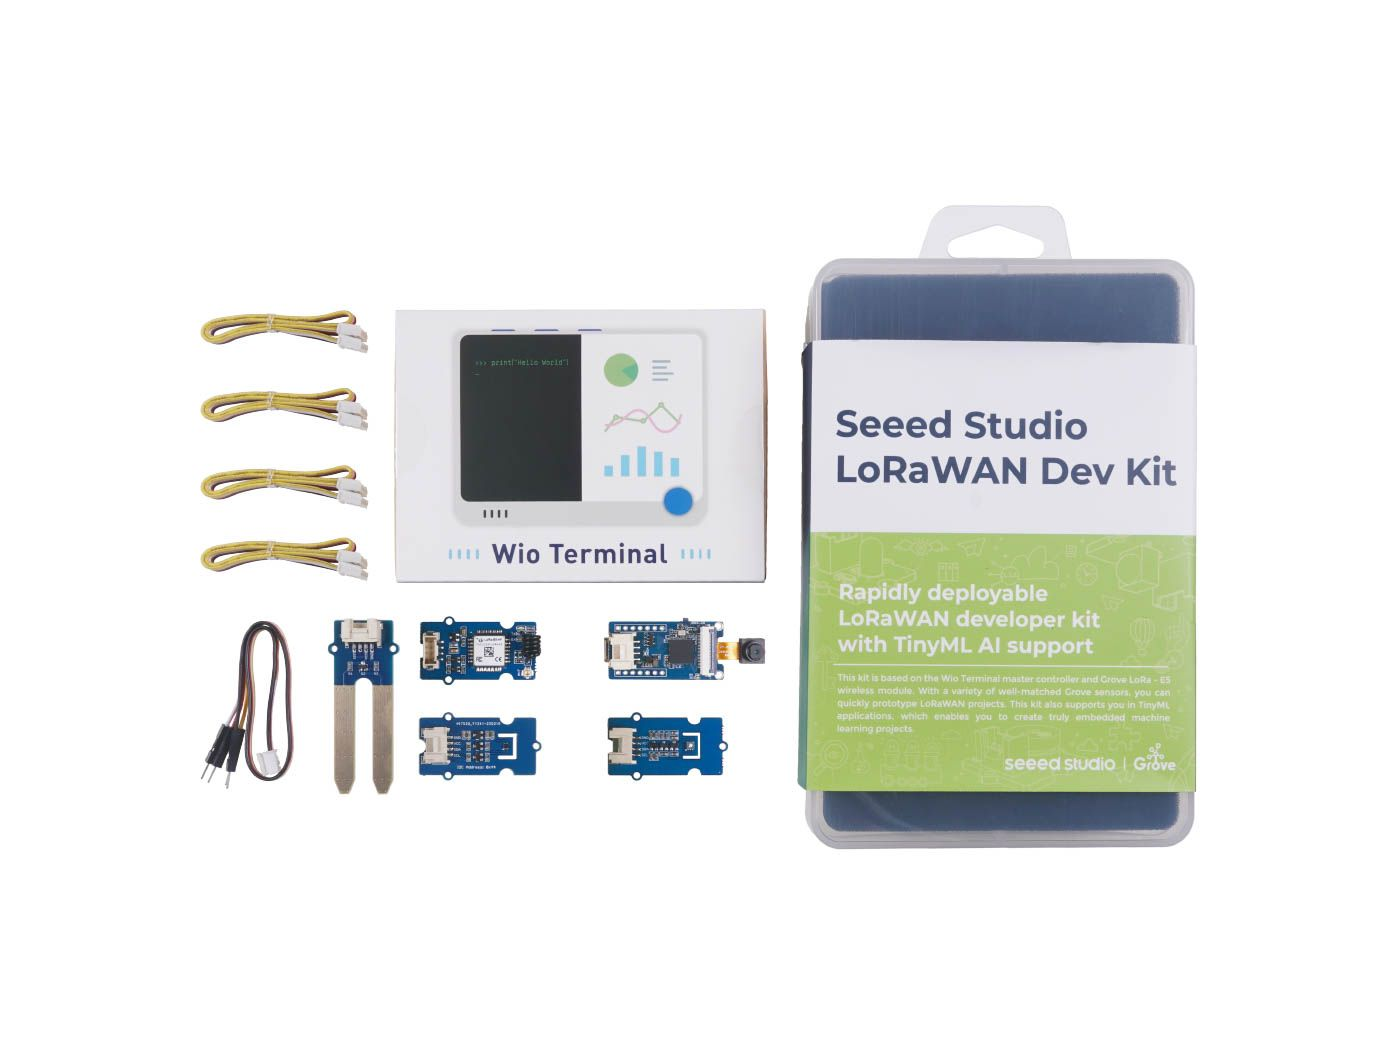 >>> print("Hello World")
Wio Terminal
Seeed Studio
LoRaWAN Dev Kit
Rapidly deployable
LoRaWAN developer kit
with TinyML AI support
This kit is based on the Wio Terminal master controller and Grove LoRa - E5
wireless module. With a variety of well-matched Grove sensors, you can
quickly prototype LoRaWAN projects. This kit also supports you in TinyML
applications, which enables you to create truly embedded machine
learning projects.
seeed studio | Grove
I2C Address 0x44